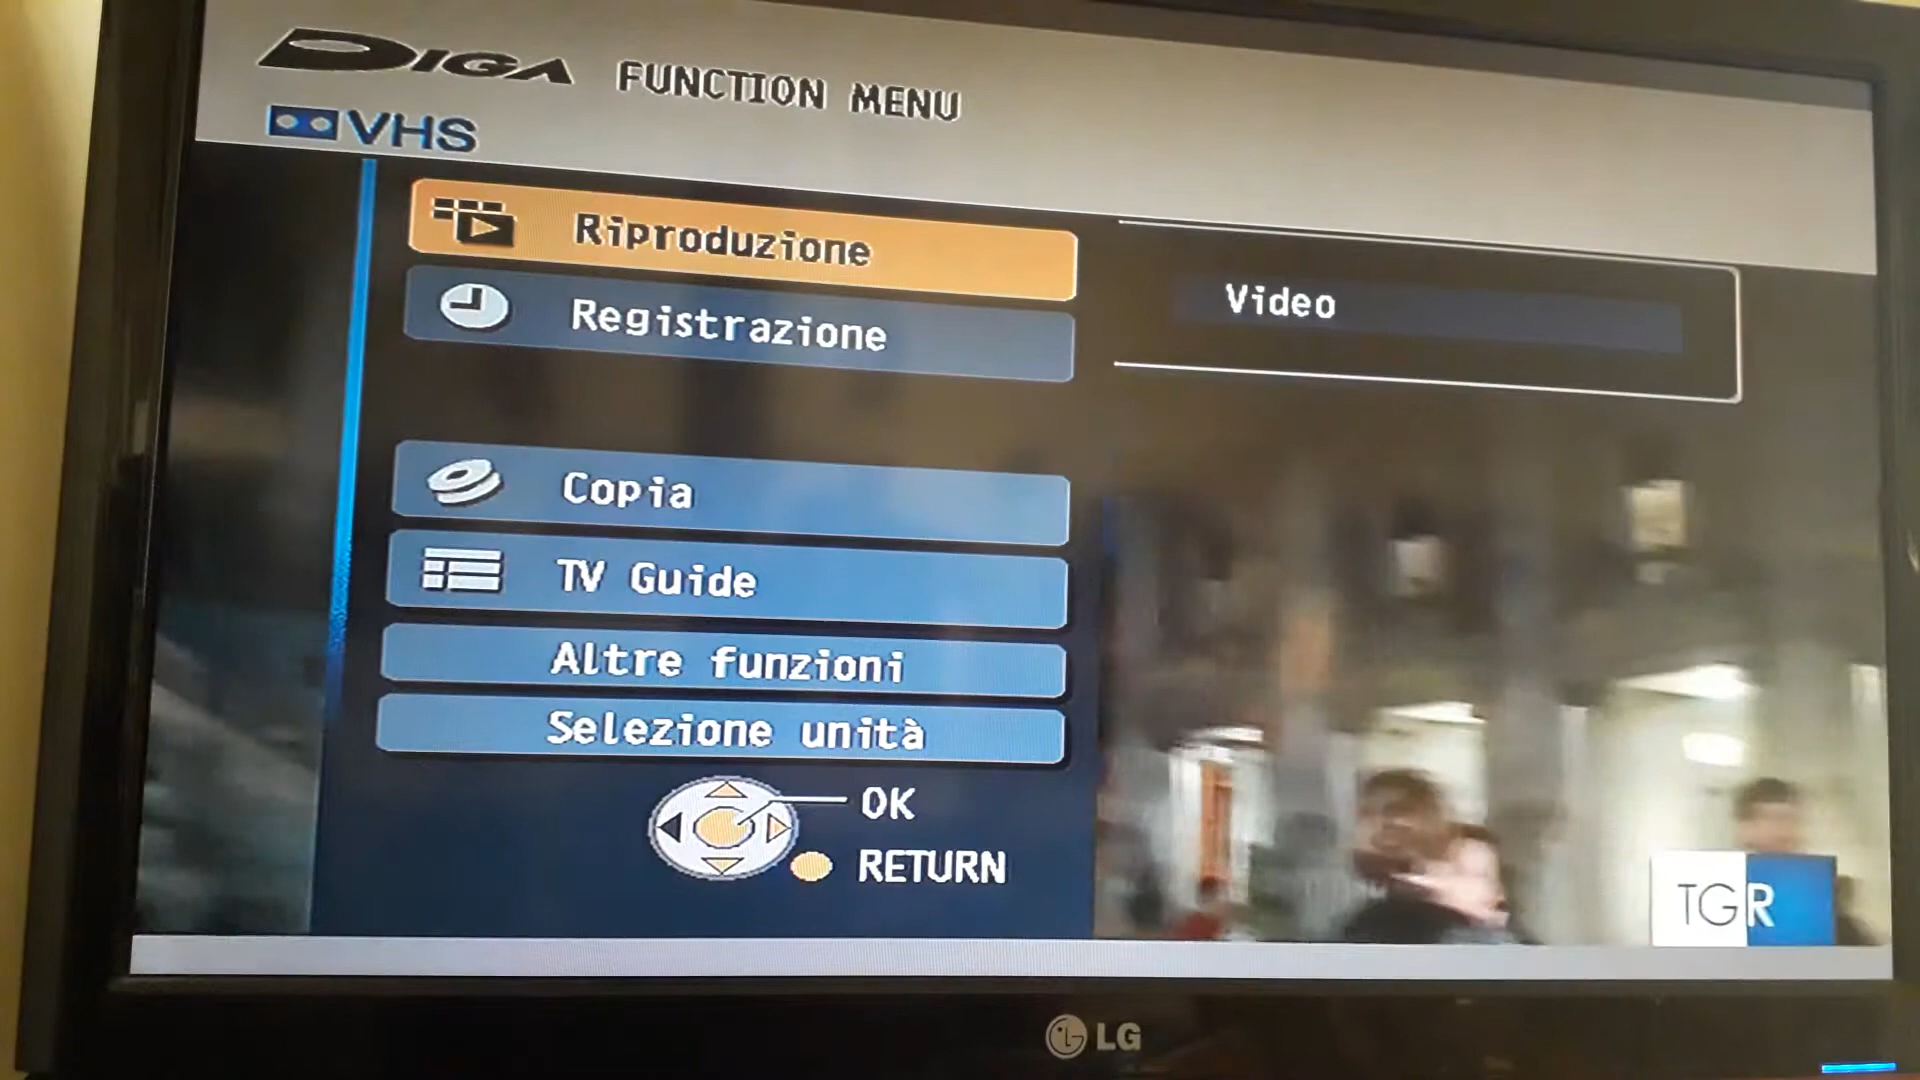 DIGA FUNCTION MENU
VHS
Riproduzione
Video
Registrazione
Copia
TV Guide
Altre funzioni
Selezione unità
OK
RETURN
TGR
LG